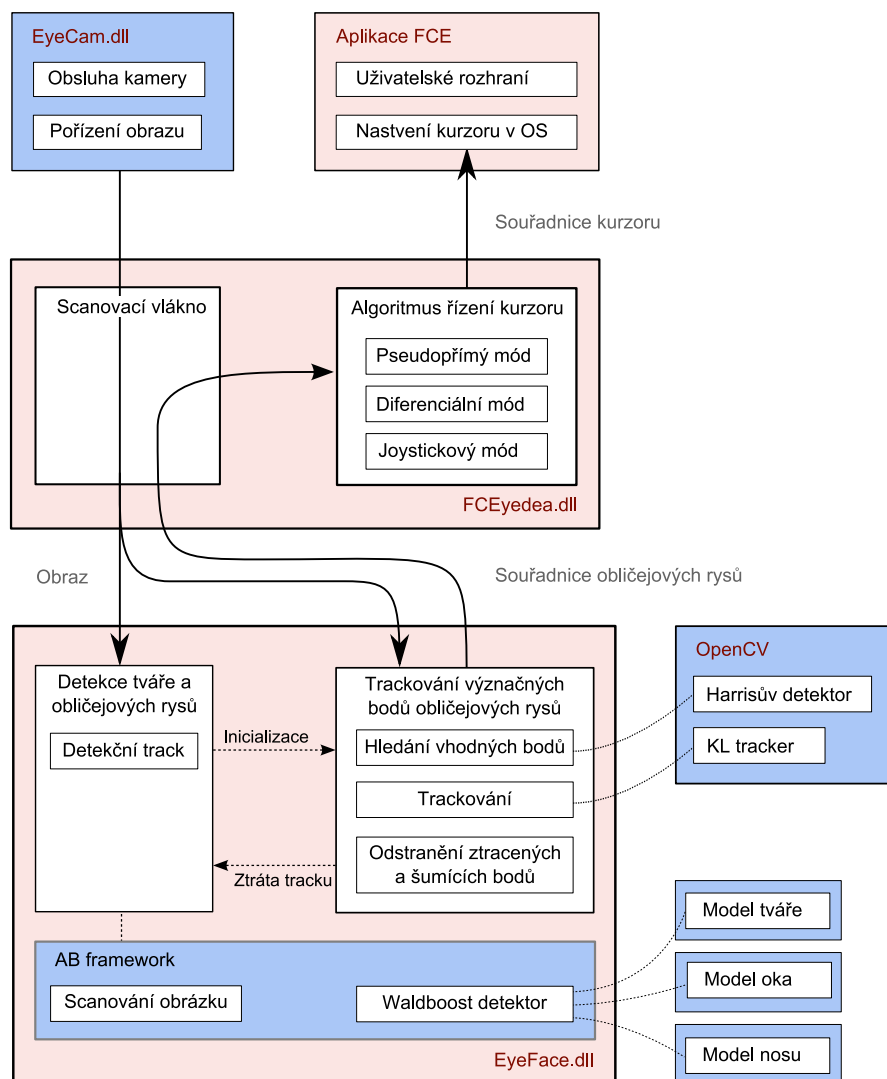 EyeCam.dll
Obsluha kamery
Pořízení obrazu
Aplikace FCE
Uživatelské rozhraní
Nastvení kurzoru v OS
Souřadnice kurzoru
Scanovací vlákno
Algoritmus řízení kurzoru
Pseudopřímý mód
Diferenciální mód
Joystickový mód
FCEyedea.dll
Obraz
Souřadnice obličejových rysů
Detekce tváře a
obličejových rysů
Detekční track
Inicializace
Ztráta tracku
Trackování význačných
bodů obličejových rysů
Hledání vhodných bodů
Trackování
Odstranění ztracených
a šumících bodů
OpenCV
Harrisův detektor
KL tracker
AB framework
Scanování obrázku
Waldboost detektor
EyeFace.dll
Model tváře
Model oka
Model nosu